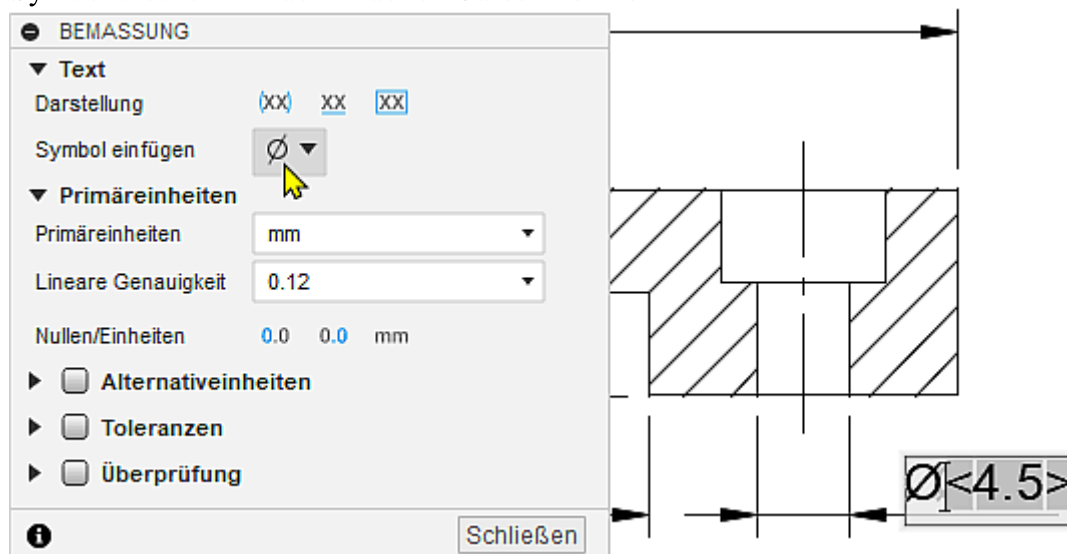 BEMASSUNG
Text
Darstellung (XX) XX XX
Symbol einfügen Ø
Primäreinheiten
Primäreinheiten mm
Lineare Genauigkeit 0.12
Nullen/Einheiten 0.0 0.0 mm
Alternativeinheiten
Toleranzen
Überprüfung
Ø<4.5>
Schließen